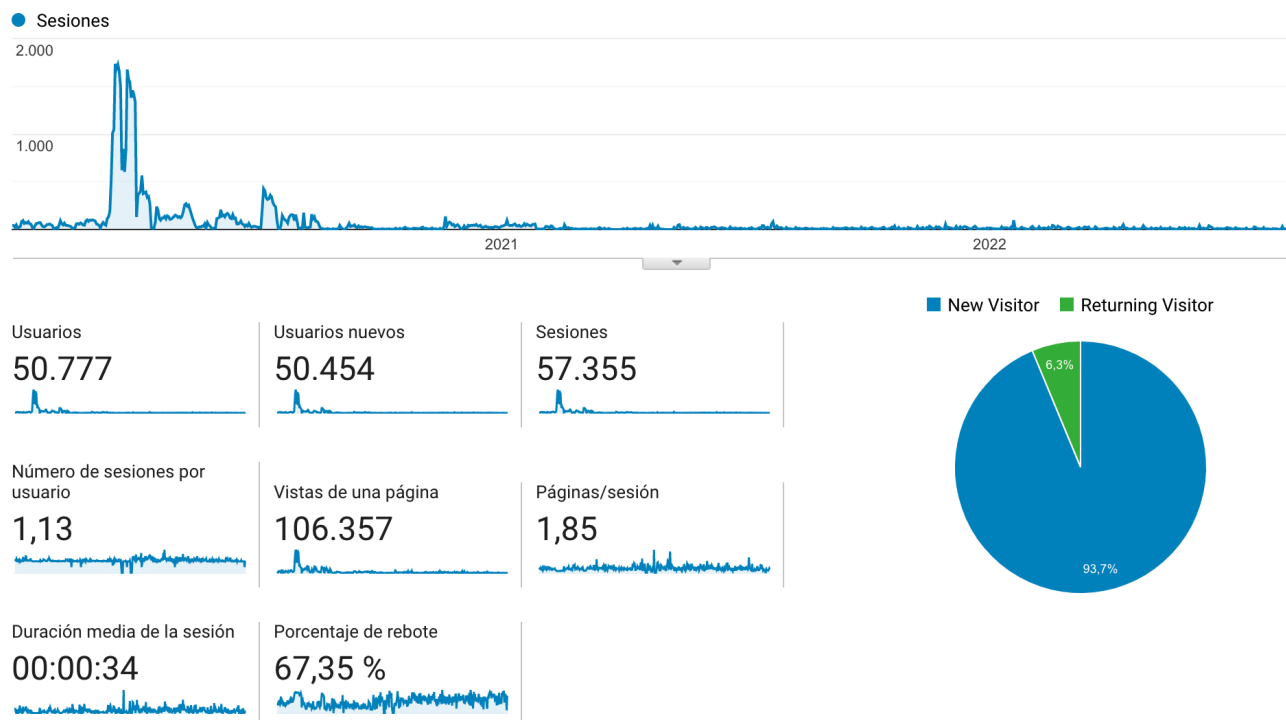 Sesiones
2.000
1.000
2021
2022
New Visitor
Returning Visitor
Usuarios
50.777
Usuarios nuevos
50.454
Sesiones
57.355
6,3%
93,7%
Número de sesiones por
usuario
1,13
Vistas de una página
106.357
Páginas/sesión
1,85
Duración media de la sesión
00:00:34
Porcentaje de rebote
67,35 %